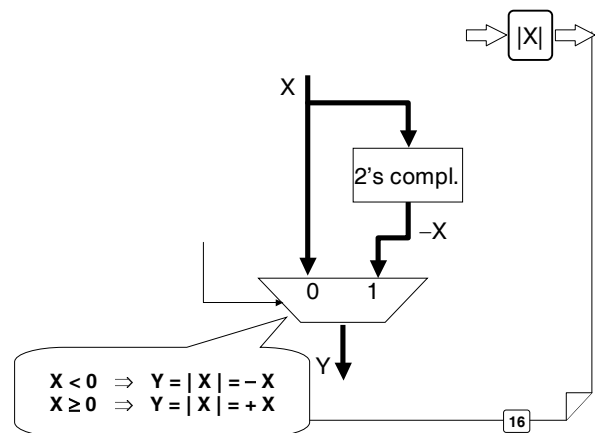 |X|
X
2's compl.
–X
0 1
Y
X < 0 ⇒ Y = | X | = – X
X ≥ 0 ⇒ Y = | X | = + X
16